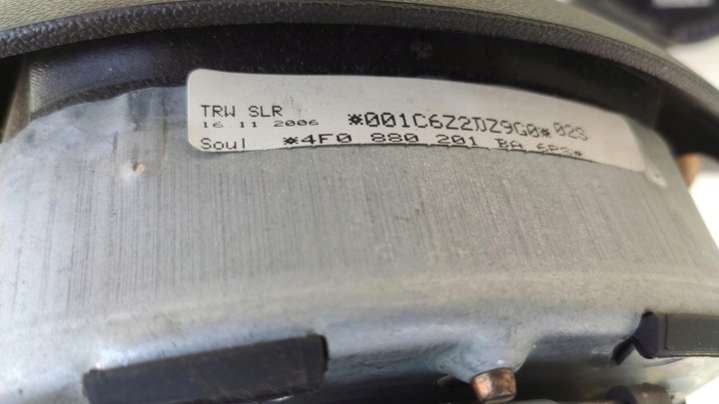 TRW SLR
16 11 2006 *001C6Z2DZ9G0* 02S
Soul *4F0 880 201 BA 6PS*